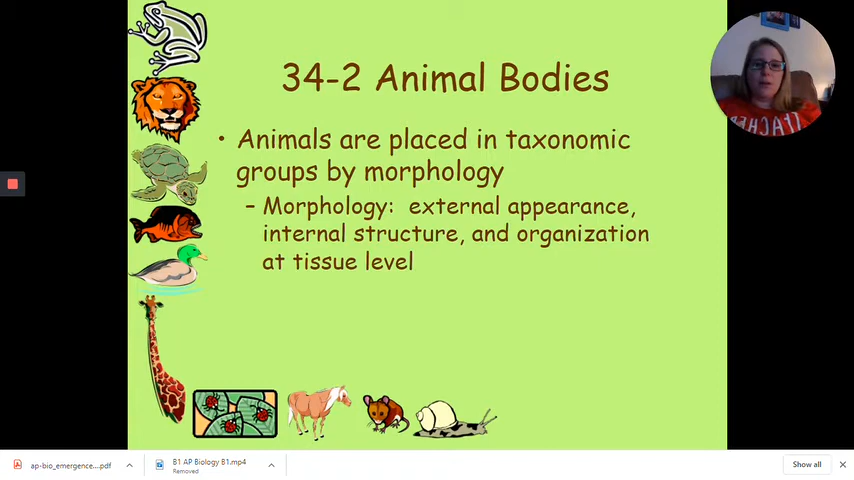 34-2 Animal Bodies
• Animals are placed in taxonomic
groups by morphology
– Morphology: external appearance,
internal structure, and organization
at tissue level
TEACHER
ap-bio_emergence....pdf
B1 AP Biology B1.mp4
Removed
Show all